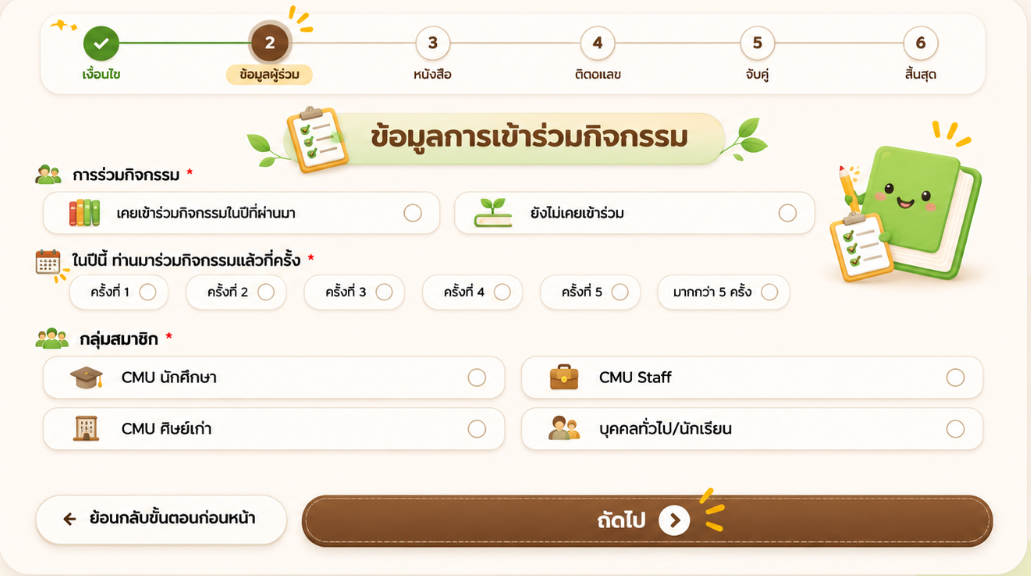 2 3 4 5 6
เงื่อนไข ข้อมูลผู้ร่วม หนังสือ ติดฉแลข จับคู่ สิ้นสุด
ข้อมูลการเข้าร่วมกิจกรรม
การร่วมกิจกรรม *
เคยเข้าร่วมกิจกรรมในปีที่ผ่านมา ยังไม่เคยเข้าร่วม
ในปีนี้ ท่านมาร่วมกิจกรรมแล้วกี่ครั้ง *
ครั้งที่ 1 ครั้งที่ 2 ครั้งที่ 3 ครั้งที่ 4 ครั้งที่ 5 มากกว่า 5 ครั้ง
กลุ่มสมาชิก *
CMU นักศึกษา CMU Staff
CMU ศิษย์เก่า บุคคลทั่วไป/นักเรียน
ย้อนกลับขั้นตอนก่อนหน้า ถัดไป